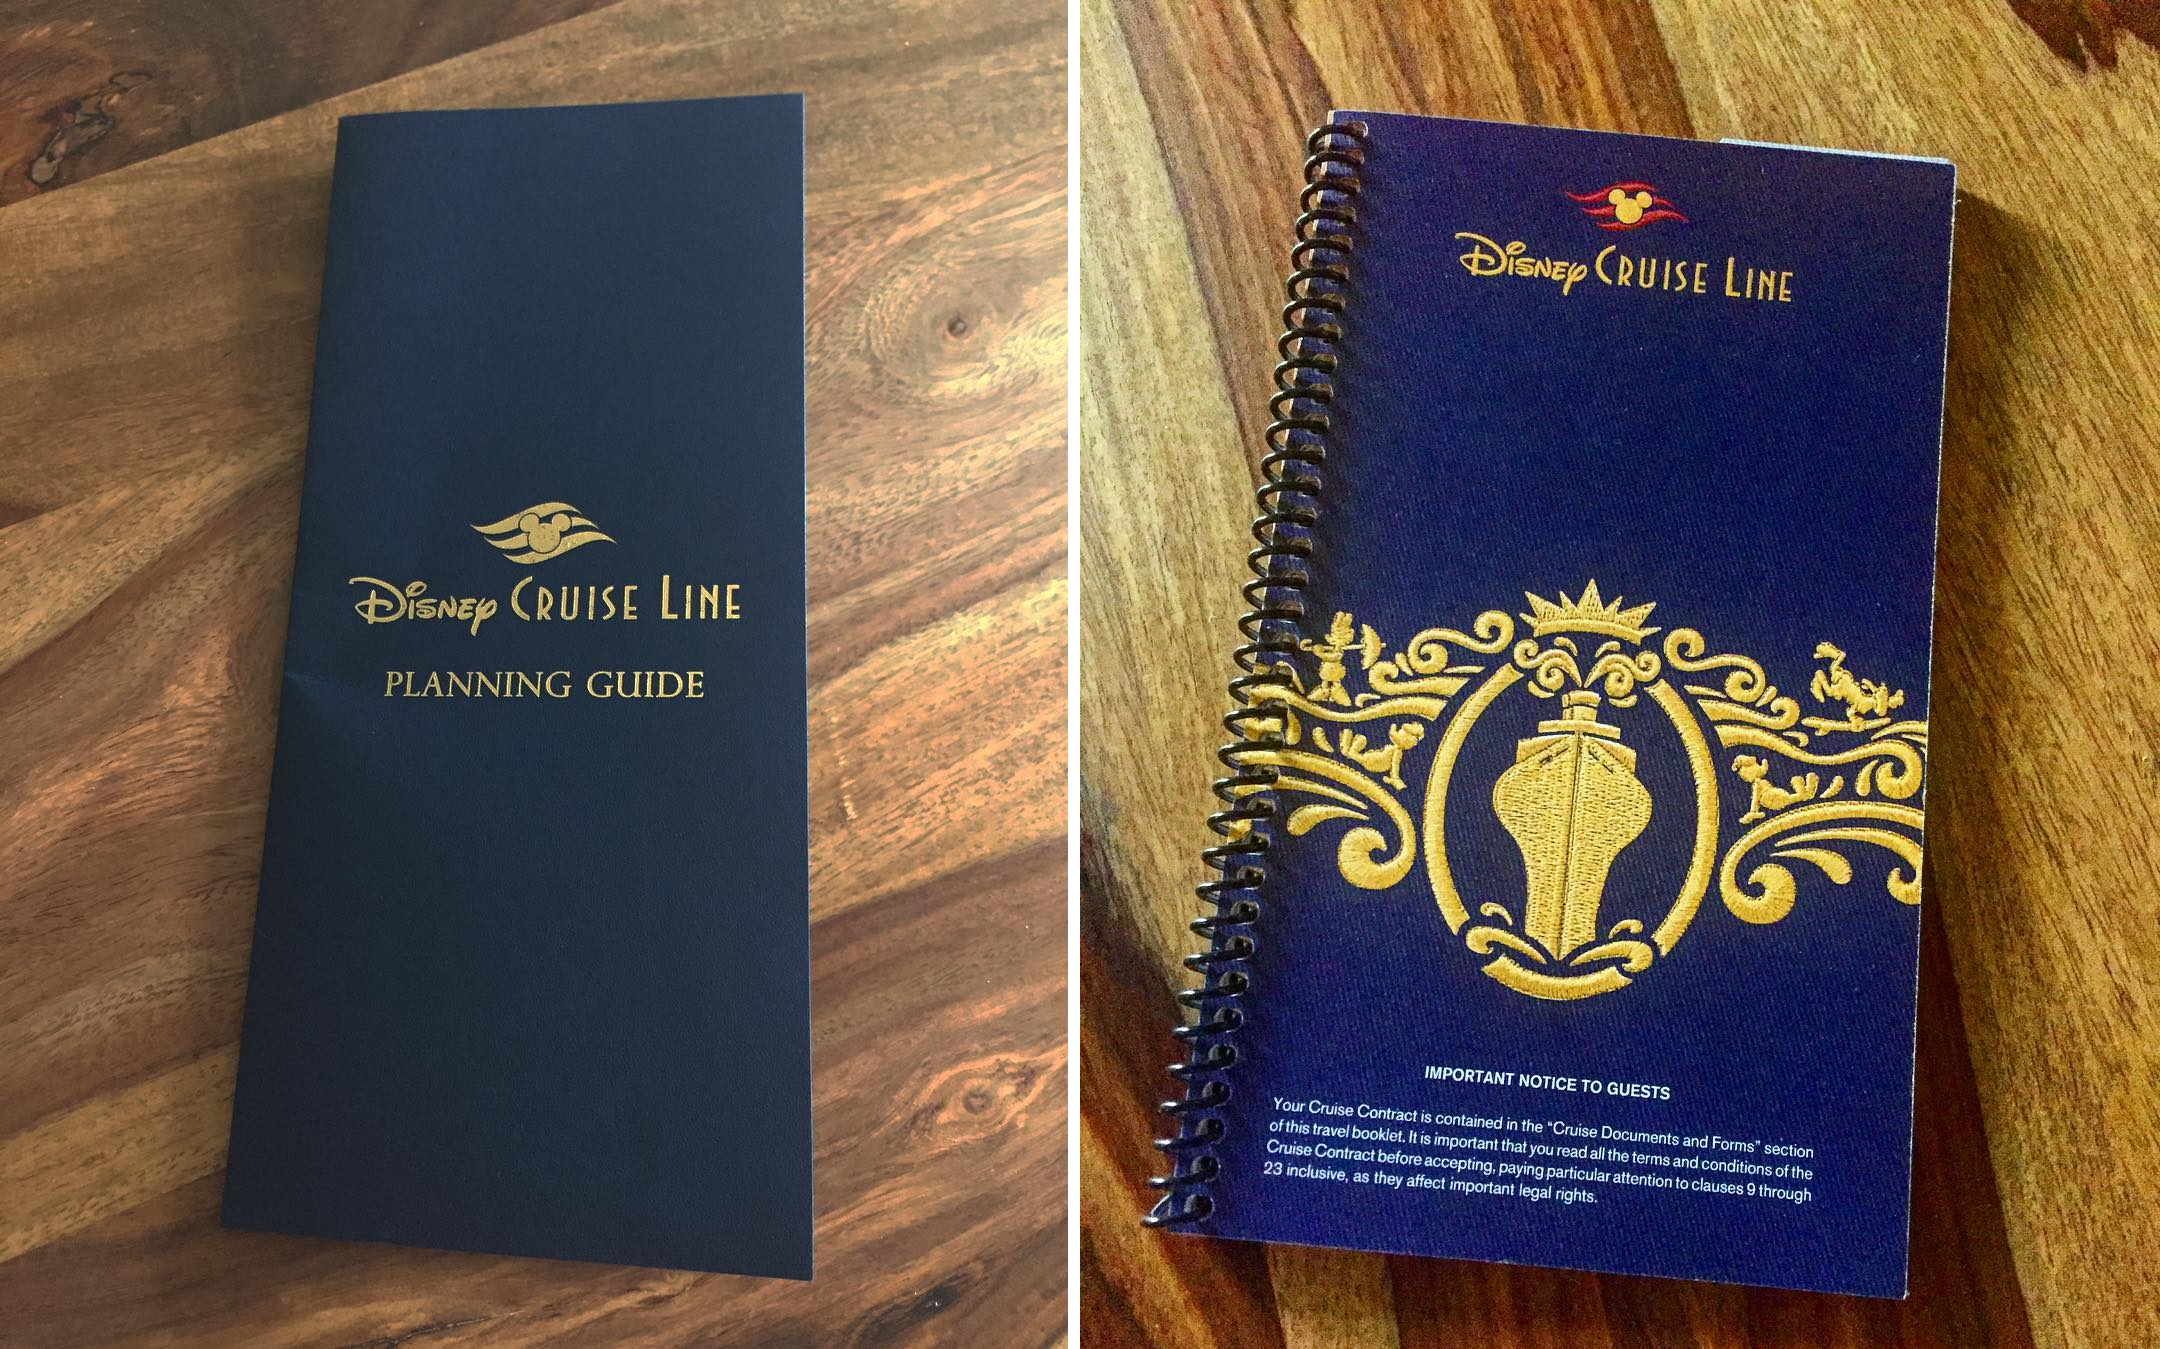 Disney Cruise Line
PLANNING GUIDE
Disney Cruise Line
IMPORTANT NOTICE TO GUESTS
Your Cruise Contract is contained in the “Cruise Documents and Forms” section
of this travel booklet. It is important that you read all the terms and conditions of the
Cruise Contract before accepting, paying particular attention to clauses 9 through
23 inclusive, as they affect important legal rights.